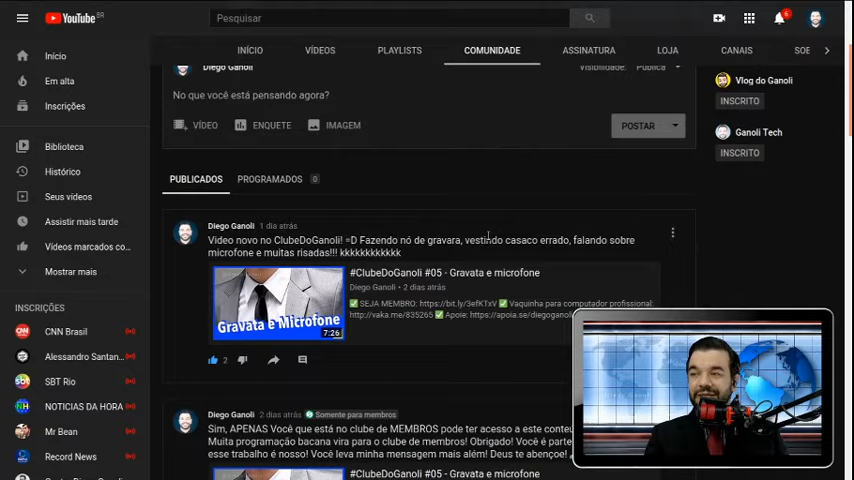 YouTube BR
Pesquisar
6
Início
Em alta
Inscrições
Biblioteca
Histórico
Seus vídeos
Assistir mais tarde
Vídeos marcados co...
Mostrar mais
INSCRIÇÕES
CNN Brasil
Alessandro Santan...
SBT Rio
NOTICIAS DA HORA
Mr Bean
Record News
INÍCIO VÍDEOS PLAYLISTS COMUNIDADE ASSINATURA LOJA CANAIS SOE
Diego Ganoli
Visibilidade: Pública
No que você está pensando agora?
VÍDEO ENQUETE IMAGEM POSTAR
PUBLICADOS PROGRAMADOS 0
Diego Ganoli 1 dia atrás
Video novo no ClubeDoGanoli! =D Fazendo nó de gravara, vestindo casaco errado, falando sobre
microfone e muitas risadas!!! kkkkkkkkkkkk
GraVata e Microfone
7:26
#ClubeDoGanoli #05 - Gravata e microfone
Diego Ganoli • 2 dias atrás
✅ SEJA MEMBRO: https://bit.ly/3efKTxV ✅ Vaquinha para computador profissional:
http://vaka.me/835265 ✅ Apoie: https://apoia.se/diegoganol
2
Diego Ganoli 2 dias atrás Somente para membros
Sim, APENAS Você que está no clube de MEMBROS pode ter acesso a este conteu
Muita programação bacana vira para o clube de membros! Obrigado! Você é parte
esse trabalho é nosso! Você leva minha mensagem mais além! Deus te abençoe!
#ClubeDoGanoli #05 - Gravata e microfone
Vlog do Ganoli
INSCRITO
Ganoli Tech
INSCRITO